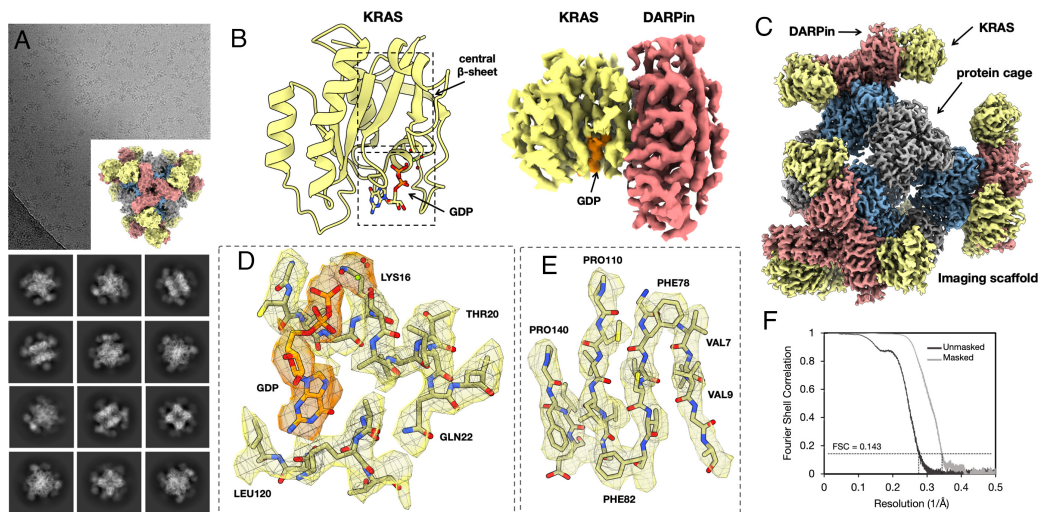 A
B
KRAS
central
β-sheet
GDP
KRAS
DARPin
GDP
C
DARPin
KRAS
protein cage
Imaging scaffold
D
LYS16
THR20
GDP
GLN22
LEU120
E
PRO110
PHE78
PRO140
VAL7
VAL9
PHE82
F
Unmasked
Masked
Fourier Shell Correlation
1
0.8
0.6
0.4
0.2
0
FSC = 0.143
0 0.1 0.2 0.3 0.4 0.5
Resolution (1/Å)